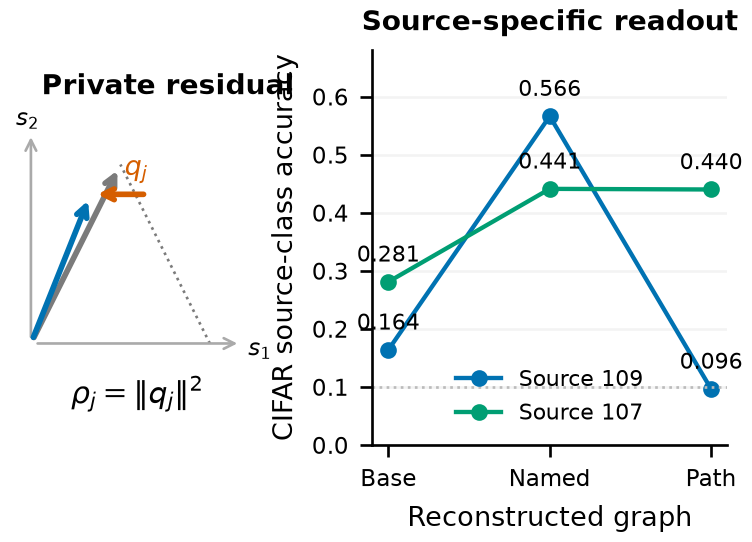 Private residual
s₂
qⱼ
s₁
ρⱼ = ‖qⱼ‖²
Source-specific readout
CIFAR source-class accuracy
0.6
0.5
0.4
0.3
0.2
0.1
0.0
0.566
0.441
0.440
0.281
0.164
0.096
Source 109
Source 107
Base
Named
Path
Reconstructed graph